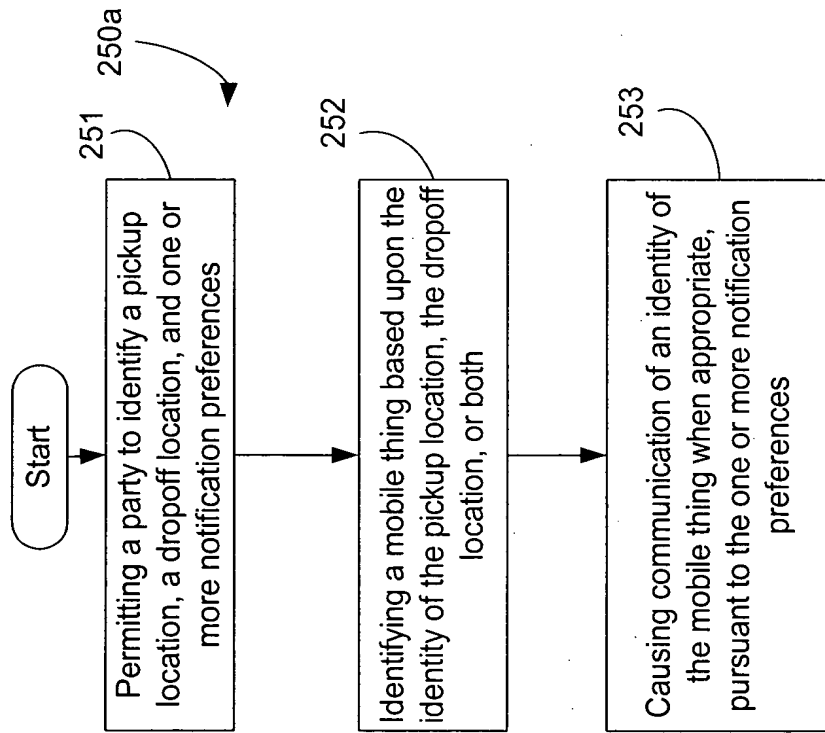 Start
250a
251
Permitting a party to identify a pickup
location, a dropoff location, and one or
more notification preferences
252
Identifying a mobile thing based upon the
identity of the pickup location, the dropoff
location, or both
253
Causing communication of an identity of
the mobile thing when appropriate,
pursuant to the one or more notification
preferences